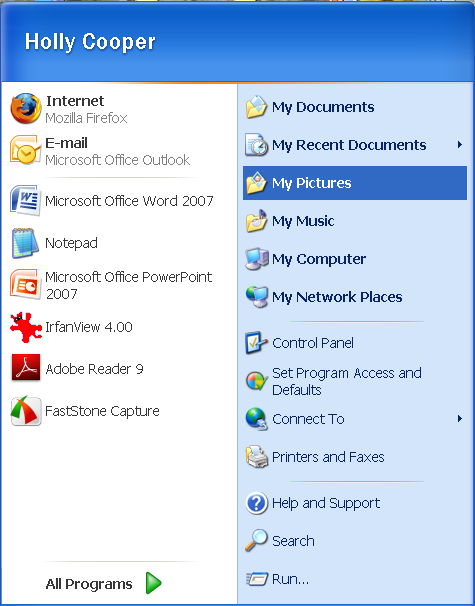 Holly Cooper
Internet
Mozilla Firefox
E-mail
Microsoft Office Outlook
Microsoft Office Word 2007
Notepad
Microsoft Office PowerPoint
2007
IrfanView 4.00
Adobe Reader 9
FastStone Capture
All Programs
My Documents
My Recent Documents
My Pictures
My Music
My Computer
My Network Places
Control Panel
Set Program Access and
Defaults
Connect To
Printers and Faxes
Help and Support
Search
Run...